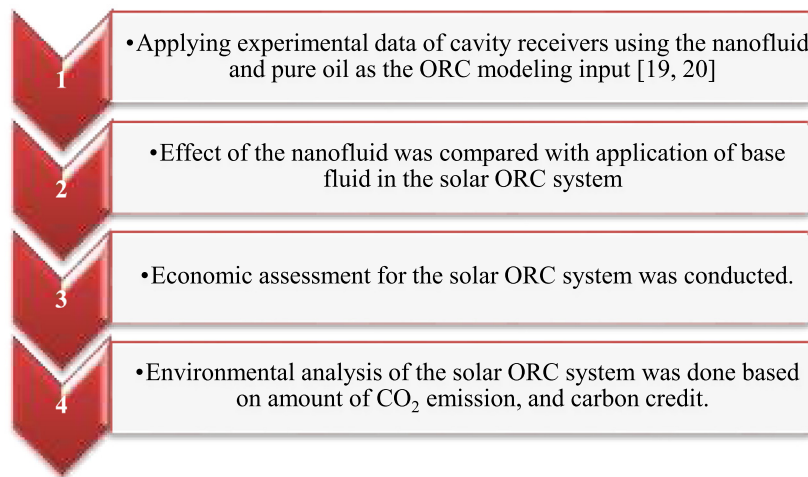 1
•Applying experimental data of cavity receivers using the nanofluid
and pure oil as the ORC modeling input [19, 20]
2
•Effect of the nanofluid was compared with application of base
fluid in the solar ORC system
3
•Economic assessment for the solar ORC system was conducted.
4
•Environmental analysis of the solar ORC system was done based
on amount of CO₂ emission, and carbon credit.